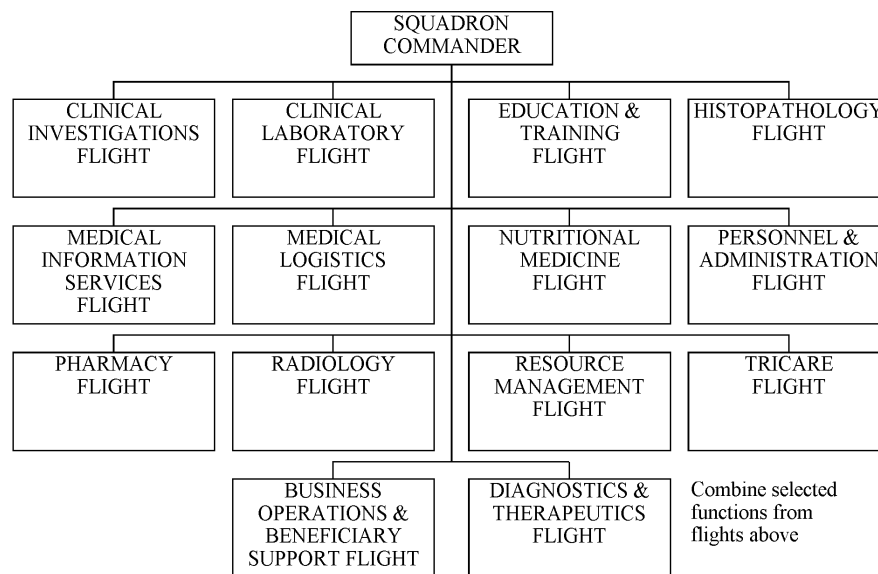 SQUADRON
COMMANDER
CLINICAL
INVESTIGATIONS
FLIGHT
CLINICAL
LABORATORY
FLIGHT
EDUCATION &
TRAINING
FLIGHT
HISTOPATHOLOGY
FLIGHT
MEDICAL
INFORMATION
SERVICES
FLIGHT
MEDICAL
LOGISTICS
FLIGHT
NUTRITIONAL
MEDICINE
FLIGHT
PERSONNEL &
ADMINISTRATION
FLIGHT
PHARMACY
FLIGHT
RADIOLOGY
FLIGHT
RESOURCE
MANAGEMENT
FLIGHT
TRICARE
FLIGHT
BUSINESS
OPERATIONS &
BENEFICIARY
SUPPORT FLIGHT
DIAGNOSTICS &
THERAPEUTICS
FLIGHT
Combine selected
functions from
flights above